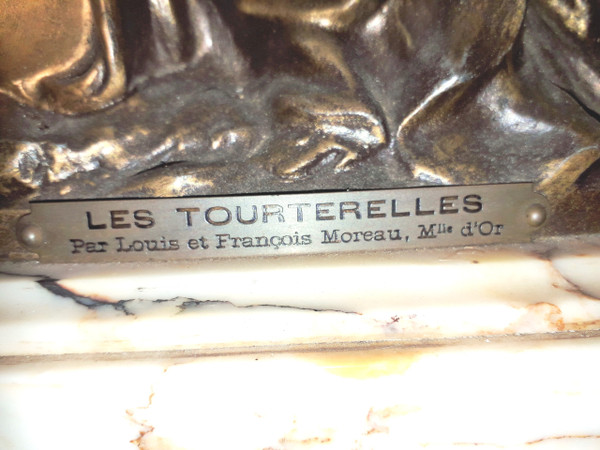 LES TOURTERELLES
Par Louis et François Moreau, Mlle d'Or